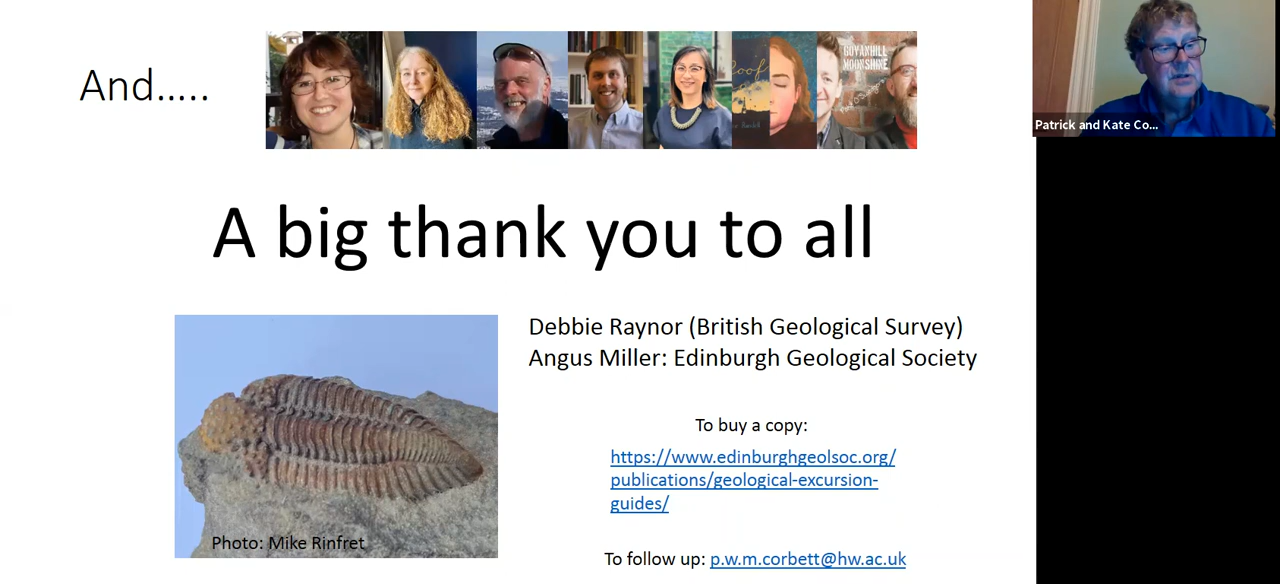 And.....
GOVANHILL
MOONSHINE
A big thank you to all
Debbie Raynor (British Geological Survey)
Angus Miller: Edinburgh Geological Society
To buy a copy:
https://www.edinburghgeolsoc.org/
publications/geological-excursion-
guides/
Photo: Mike Rinfret
To follow up: p.w.m.corbett@hw.ac.uk
Patrick and Kate Co...